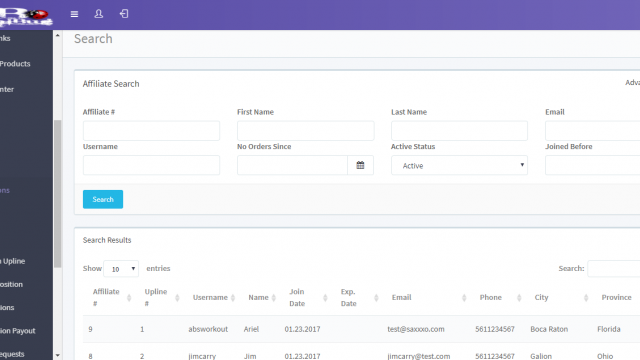 nks
Products
nter
ons
Upline
osition
ions
ion Payout
equests
Search
Affiliate Search
Adva
Affiliate #
First Name
Last Name
Email
Username
No Orders Since
Active Status
Joined Before
Active
Search
Search Results
Show 10 entries
Search:
Affiliate # Upline # Username Name Join Date Exp. Date Email Phone City Province
9 1 absworkout Ariel 01.23.2017 test@saxxxo.com 5611234567 Boca Raton Florida
8 2 jimcarry Jim 01.23.2017 jimcarry@test.com 5611234567 Galion Ohio